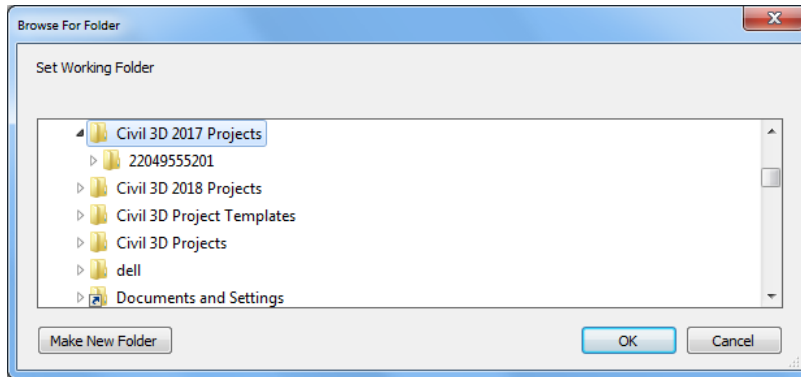 Browse For Folder
Set Working Folder
Civil 3D 2017 Projects
22049555201
Civil 3D 2018 Projects
Civil 3D Project Templates
Civil 3D Projects
dell
Documents and Settings
Make New Folder
OK
Cancel